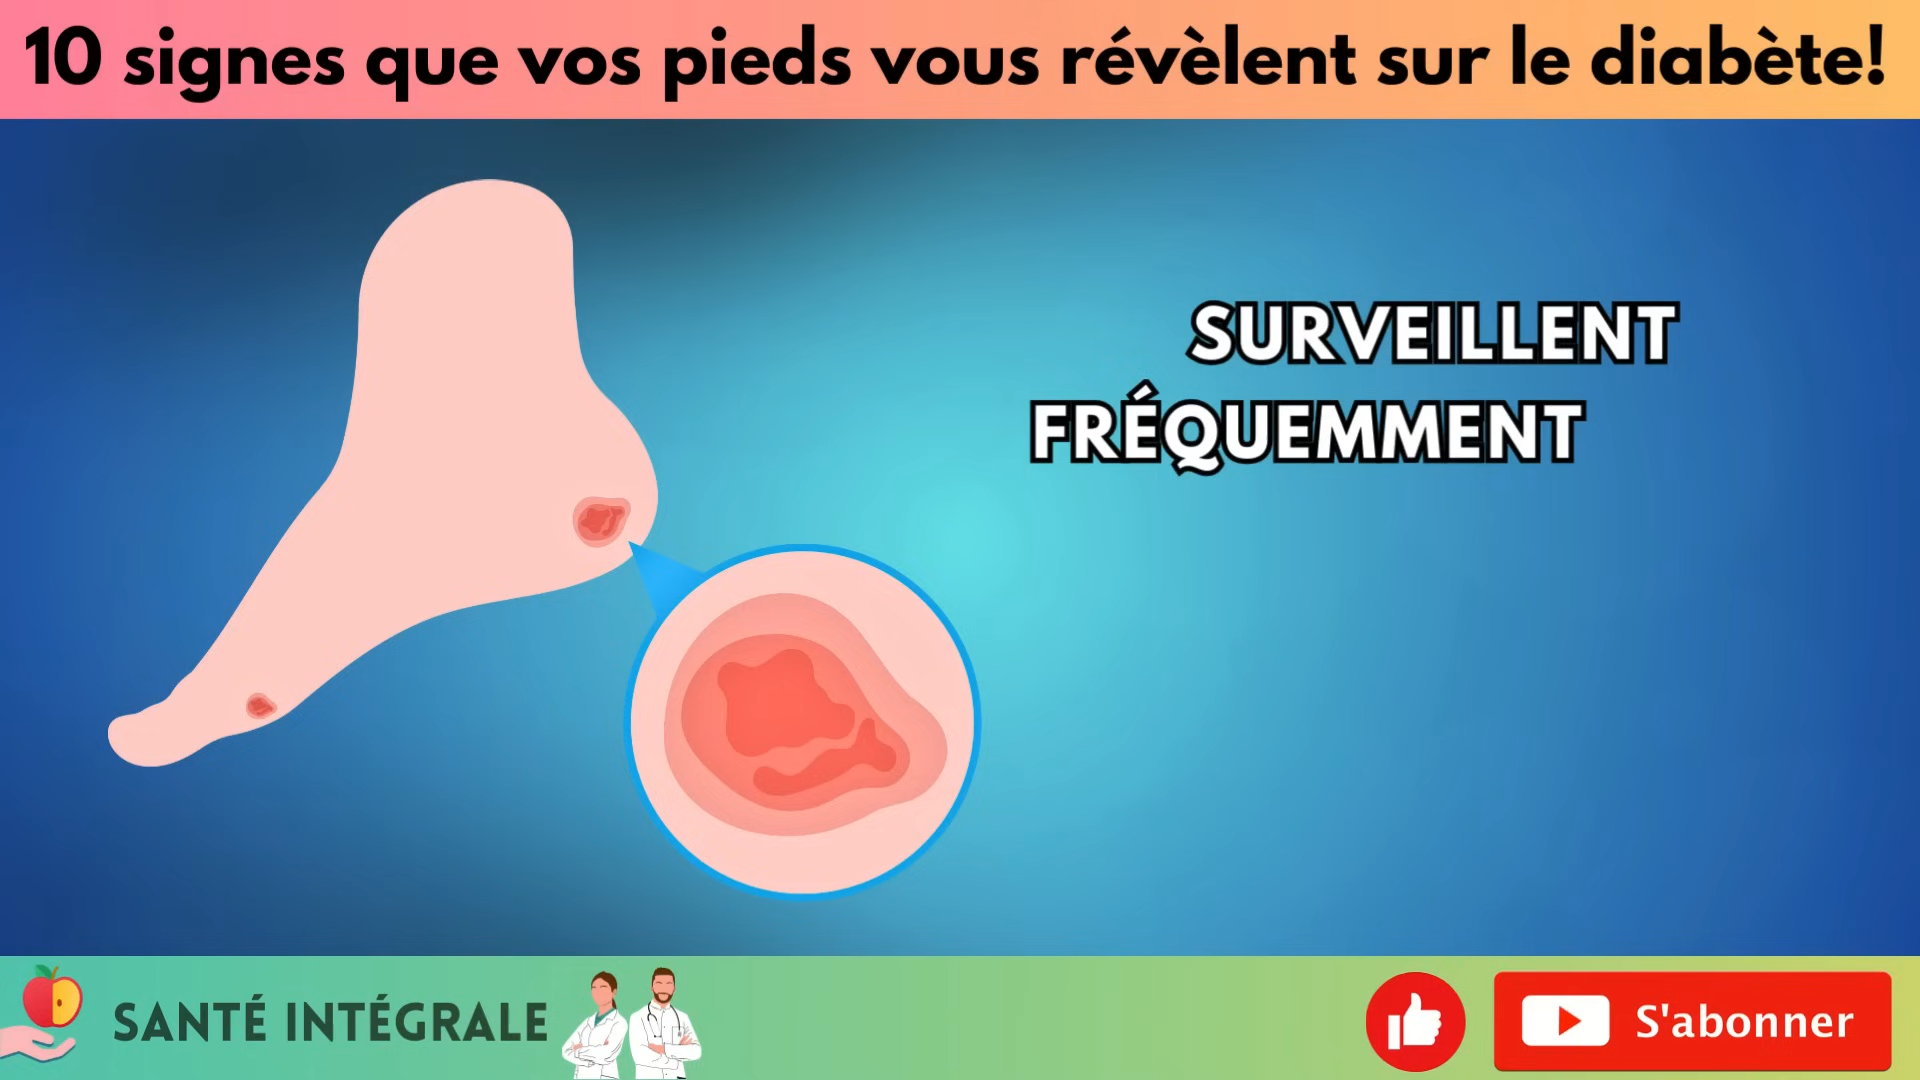 10 signes que vos pieds vous révèlent sur le diabète!
SURVEILLENT
FRÉQUEMMENT
SANTÉ INTÉGRALE
S'abonner